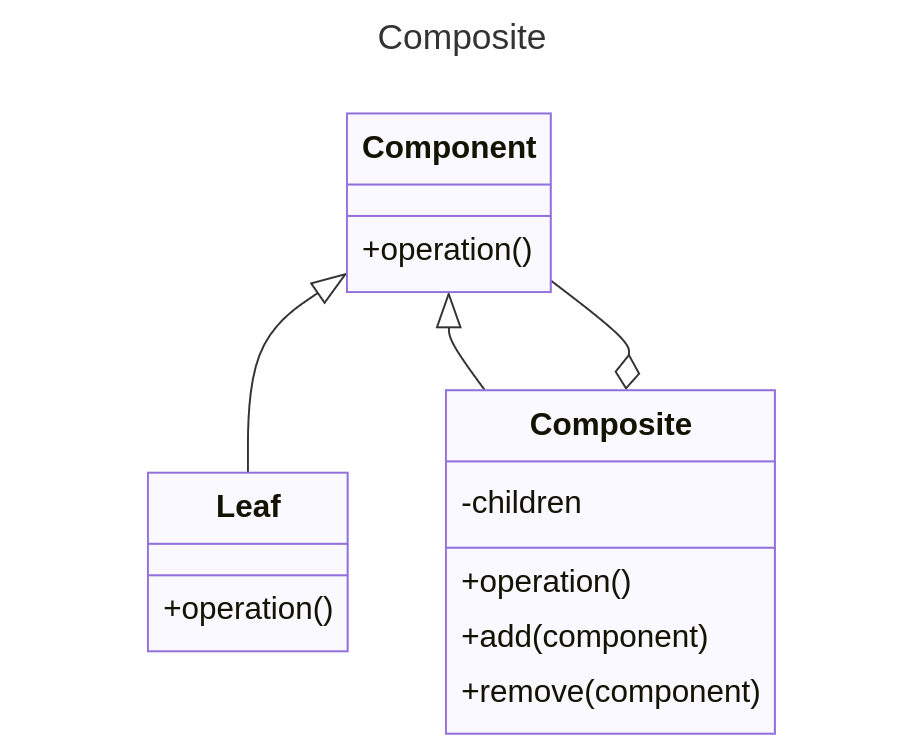 Composite
Component
+operation()
Leaf
+operation()
Composite
-children
+operation()
+add(component)
+remove(component)